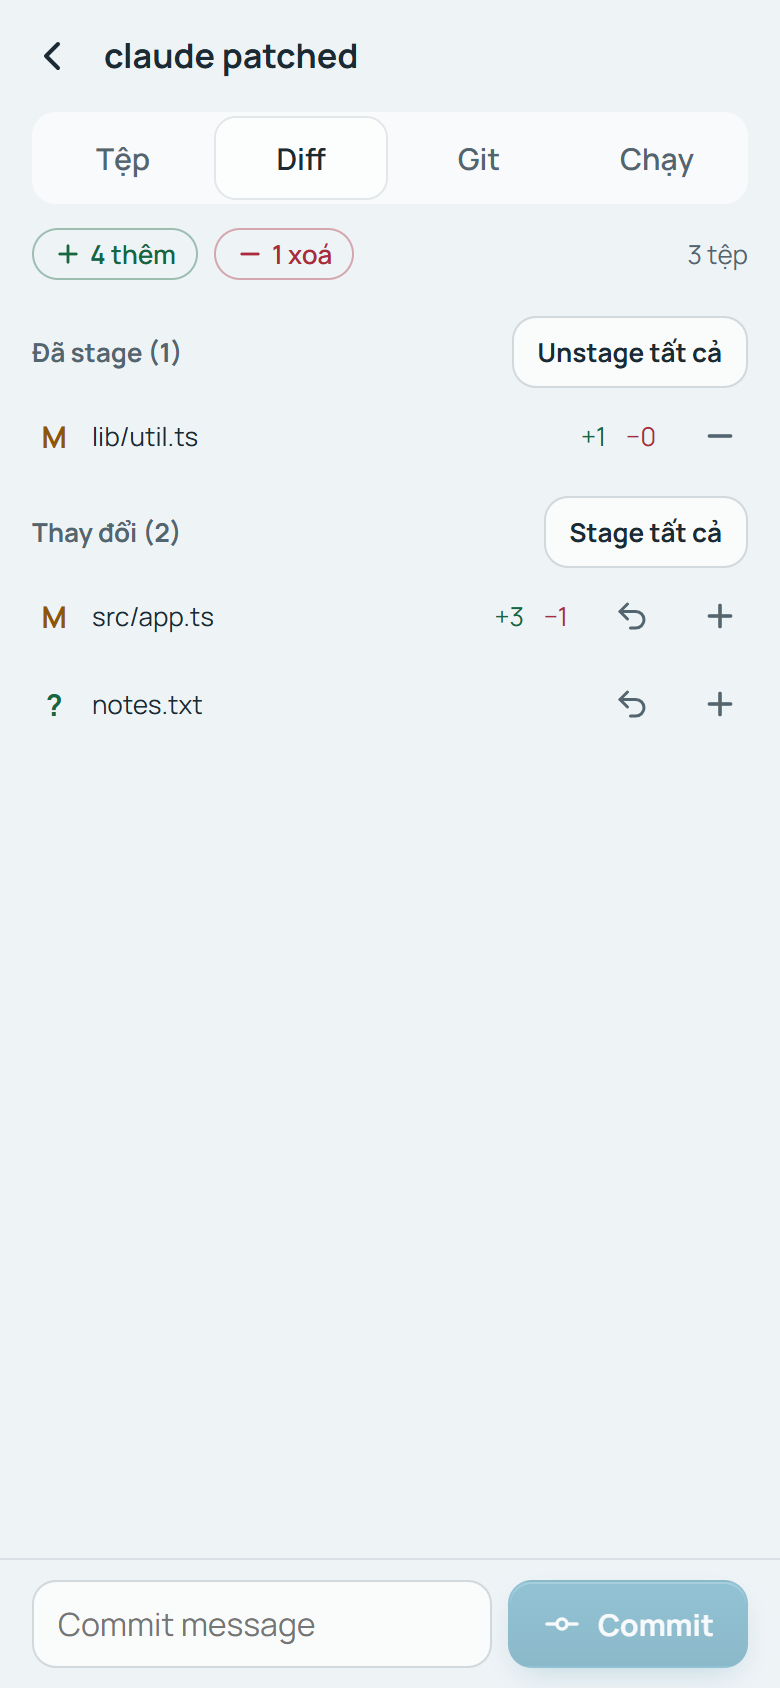 claude patched
Tệp Diff Git Chạy
+ 4 thêm − 1 xoá 3 tệp
Đã stage (1) Unstage tất cả
M lib/util.ts +1 −0 −
Thay đổi (2) Stage tất cả
M src/app.ts +3 −1 +
? notes.txt +
Commit message Commit